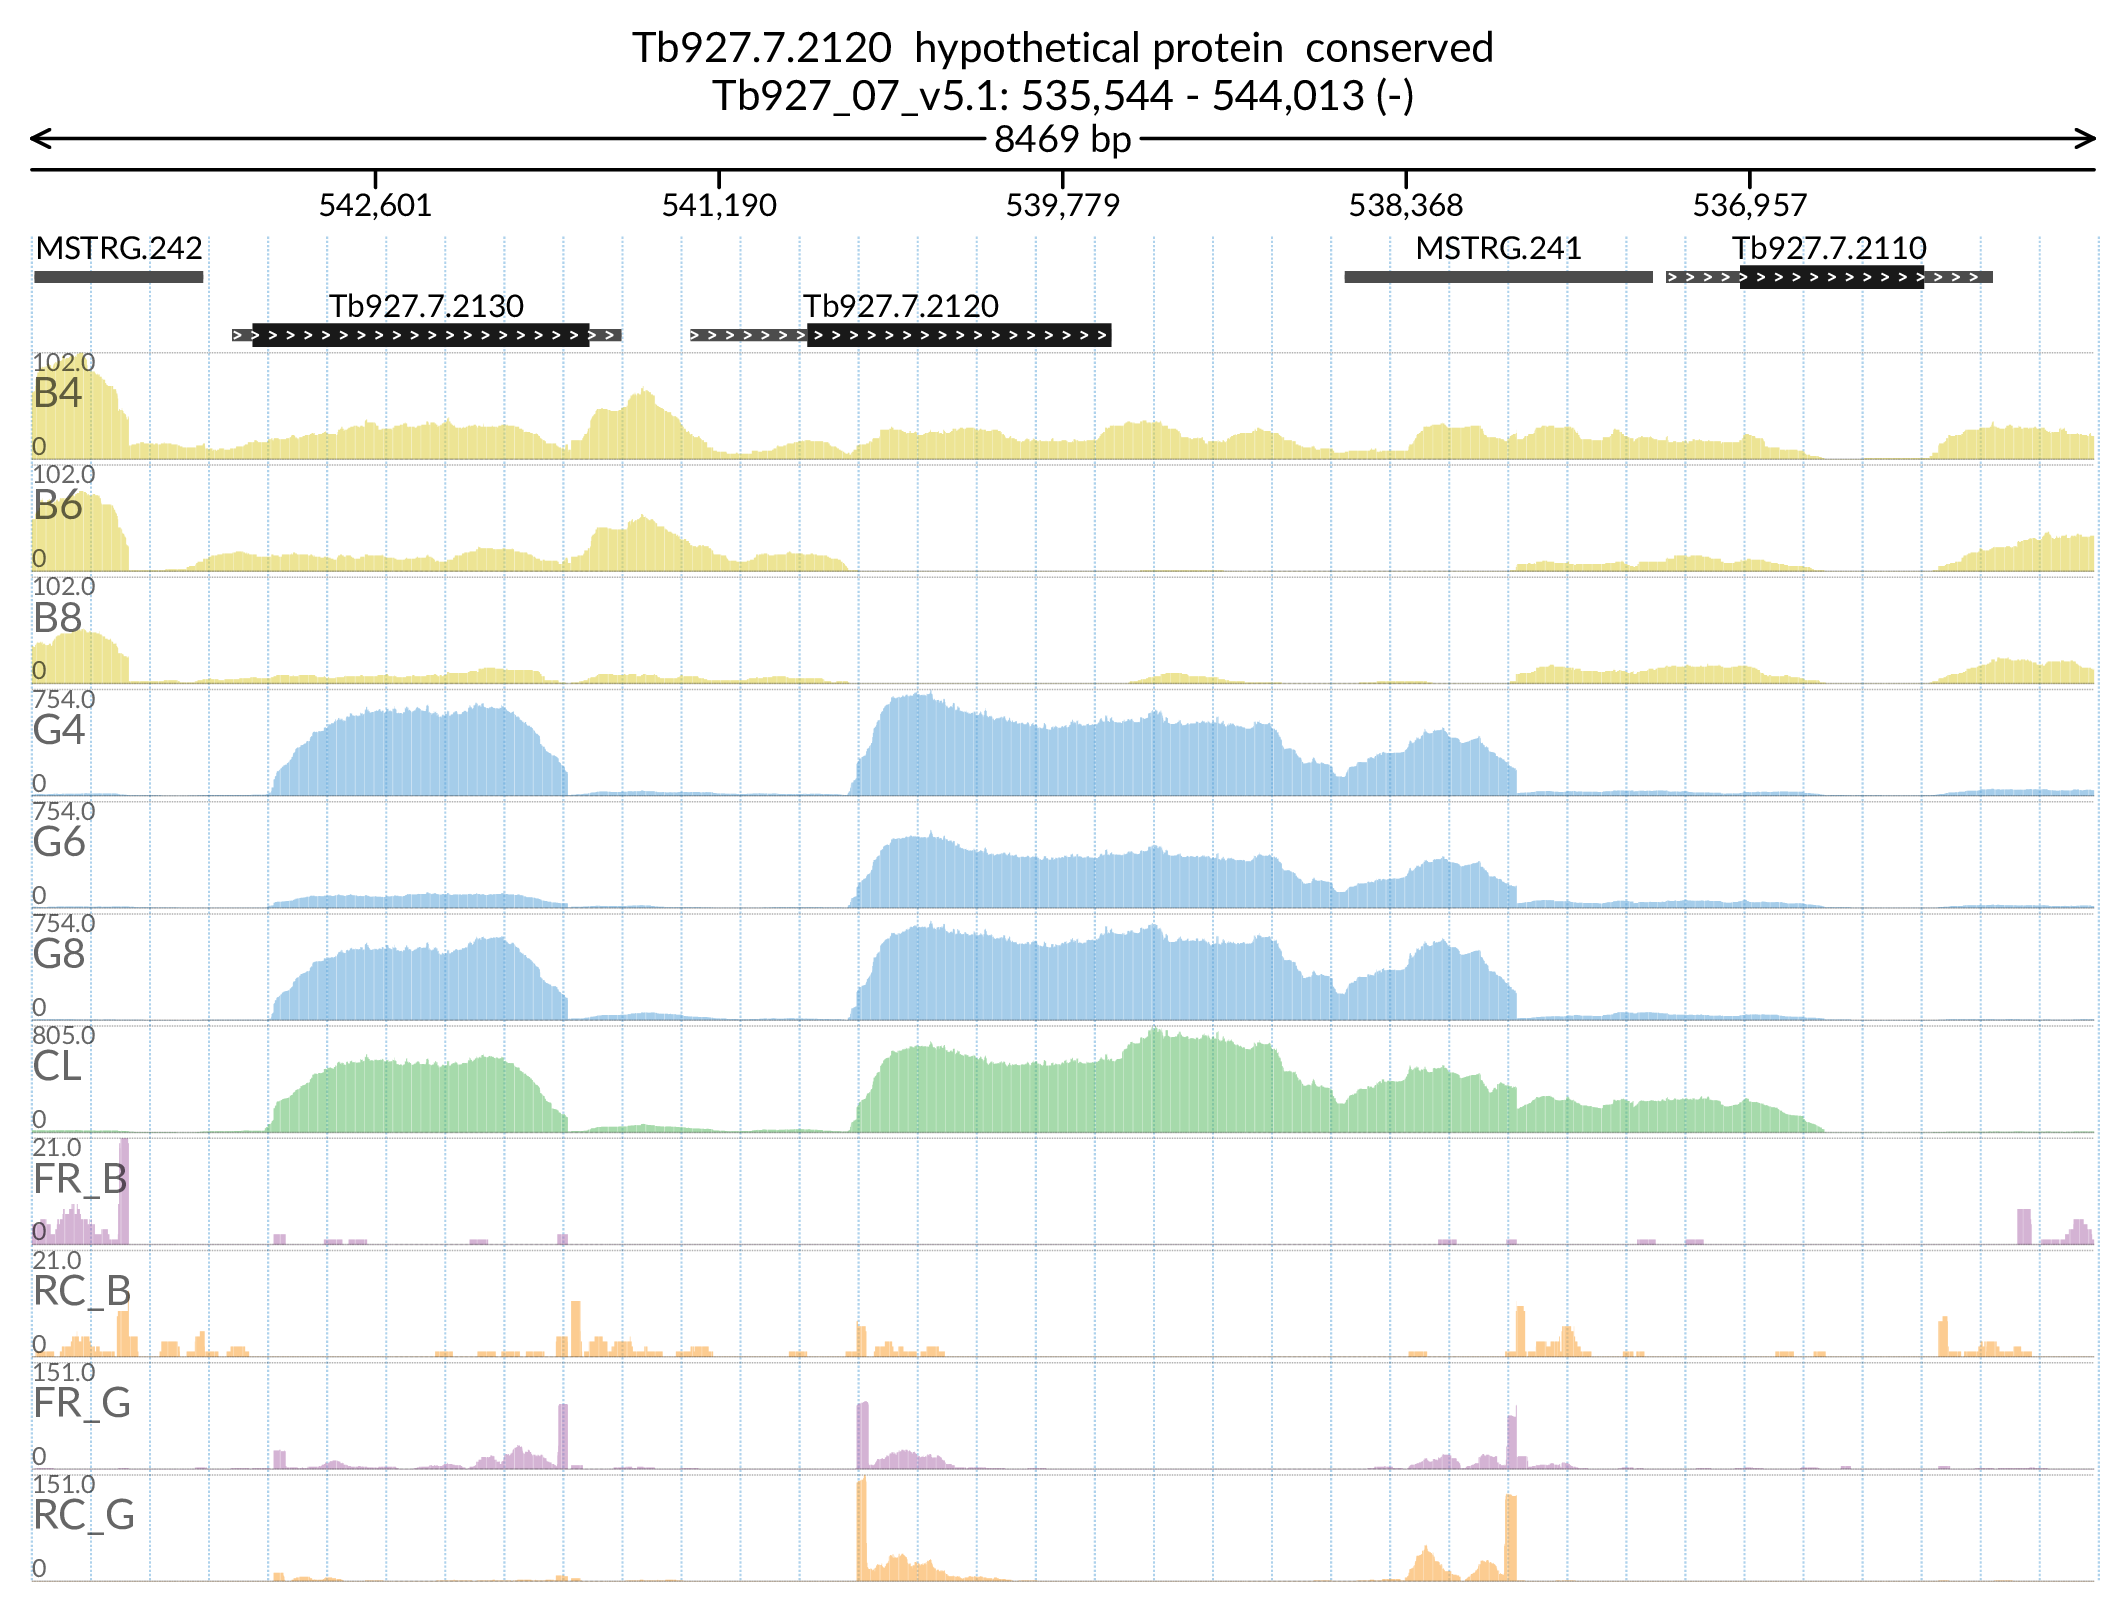 Tb927.7.2120 hypothetical protein conserved
Tb927_07_v5.1: 535,544 - 544,013 (-)
8469 bp
542,601 541,190 539,779 538,368 536,957
MSTRG.242 MSTRG.241 Tb927.7.2110
Tb927.7.2130 Tb927.7.2120
102.0
B4
0
102.0
B6
0
102.0
B8
0
754.0
G4
0
754.0
G6
0
754.0
G8
0
805.0
CL
0
21.0
FR_B
0
21.0
RC_B
0
151.0
FR_G
0
151.0
RC_G
0